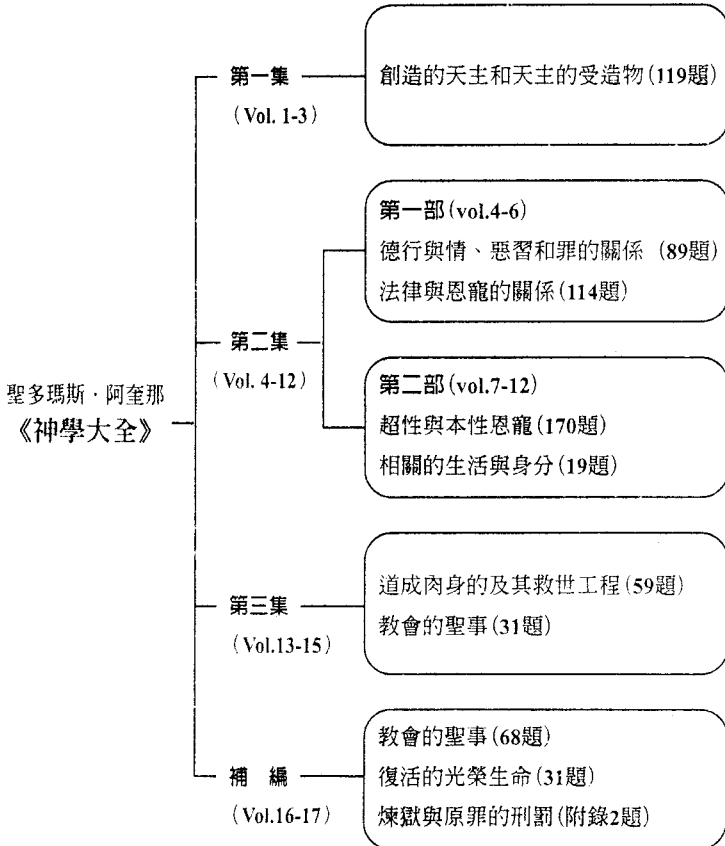 聖多瑪斯．阿奎那
《神學大全》
第一集
(Vol. 1-3)
創造的天主和天主的受造物(119題)
第二集
(Vol. 4-12)
第一部(vol.4-6)
德行與情、惡習和罪的關係 (89題)
法律與恩寵的關係(114題)
第二部(vol.7-12)
超性與本性恩寵(170題)
相關的生活與身分(19題)
第三集
(Vol.13-15)
道成肉身的及其救世工程(59題)
教會的聖事(31題)
補 編
(Vol.16-17)
教會的聖事(68題)
復活的光榮生命(31題)
煉獄與原罪的刑罰(附錄2題)